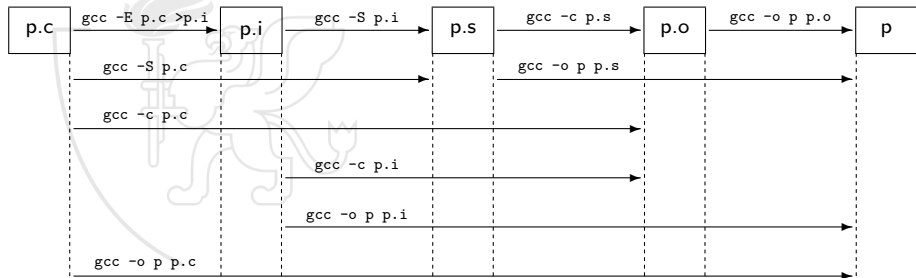 p.c gcc -E p.c >p.i p.i gcc -S p.i p.s gcc -c p.s p.o gcc -o p p.o p
gcc -S p.c gcc -o p p.s
gcc -c p.c
gcc -c p.i
gcc -o p p.i
gcc -o p p.c